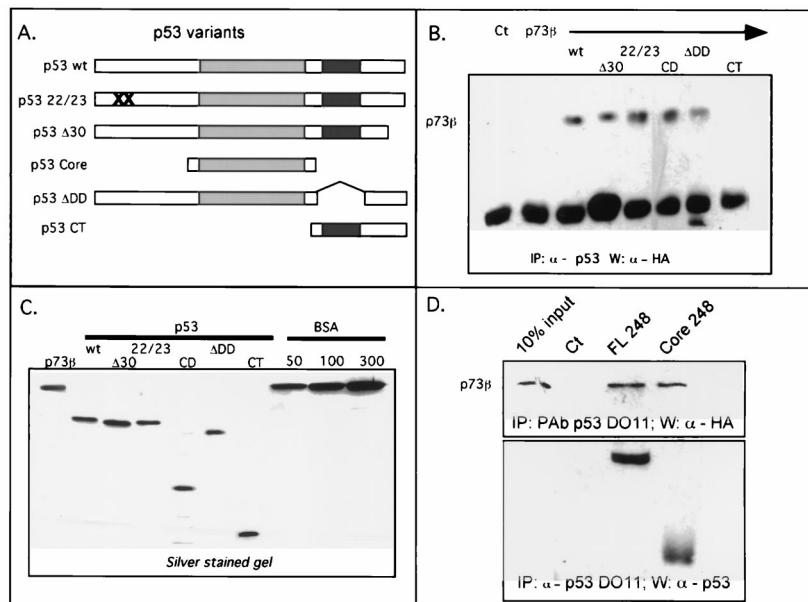 A.
p53 variants
p53 wt
p53 22/23
p53 Δ30
p53 Core
p53 ΔDD
p53 CT
B.
Ct p73β
wt 22/23 ΔDD
Δ30 CD CT
p73β
IP: α - p53 W: α - HA
C.
p53 BSA
wt 22/23 ΔDD
p73β Δ30 CD CT 50 100 300
Silver stained gel
D.
10% input
Ct
FL 248
Core 248
p73β
IP: PAb p53 DO11; W: α - HA
IP: α - p53 DO11; W: α - p53